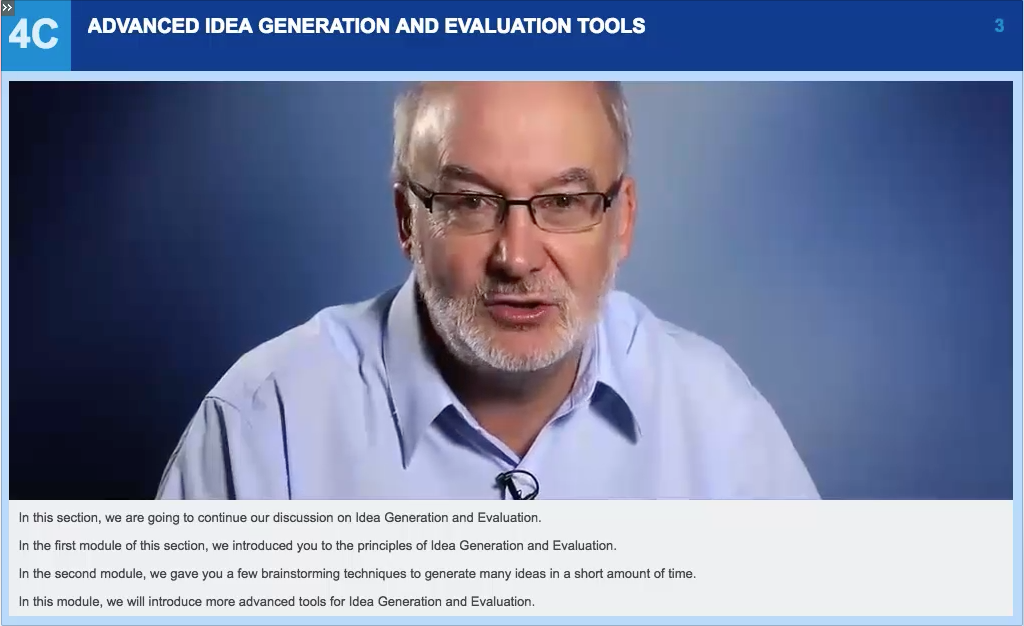 4C
ADVANCED IDEA GENERATION AND EVALUATION TOOLS
3
In this section, we are going to continue our discussion on Idea Generation and Evaluation.
In the first module of this section, we introduced you to the principles of Idea Generation and Evaluation.
In the second module, we gave you a few brainstorming techniques to generate many ideas in a short amount of time.
In this module, we will introduce more advanced tools for Idea Generation and Evaluation.